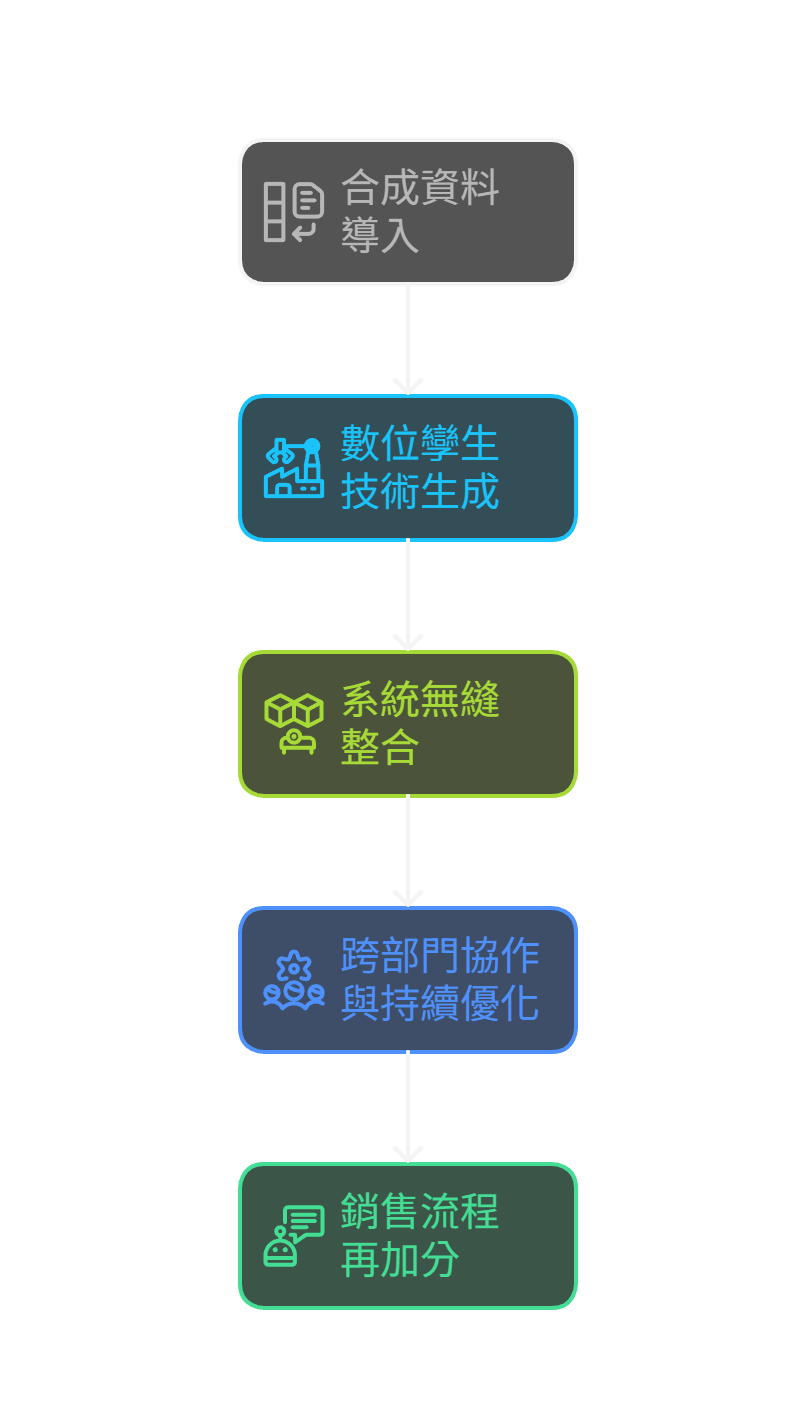 合成資料
導入
數位孿生
技術生成
系統無縫
整合
跨部門協作
與持續優化
銷售流程
再加分